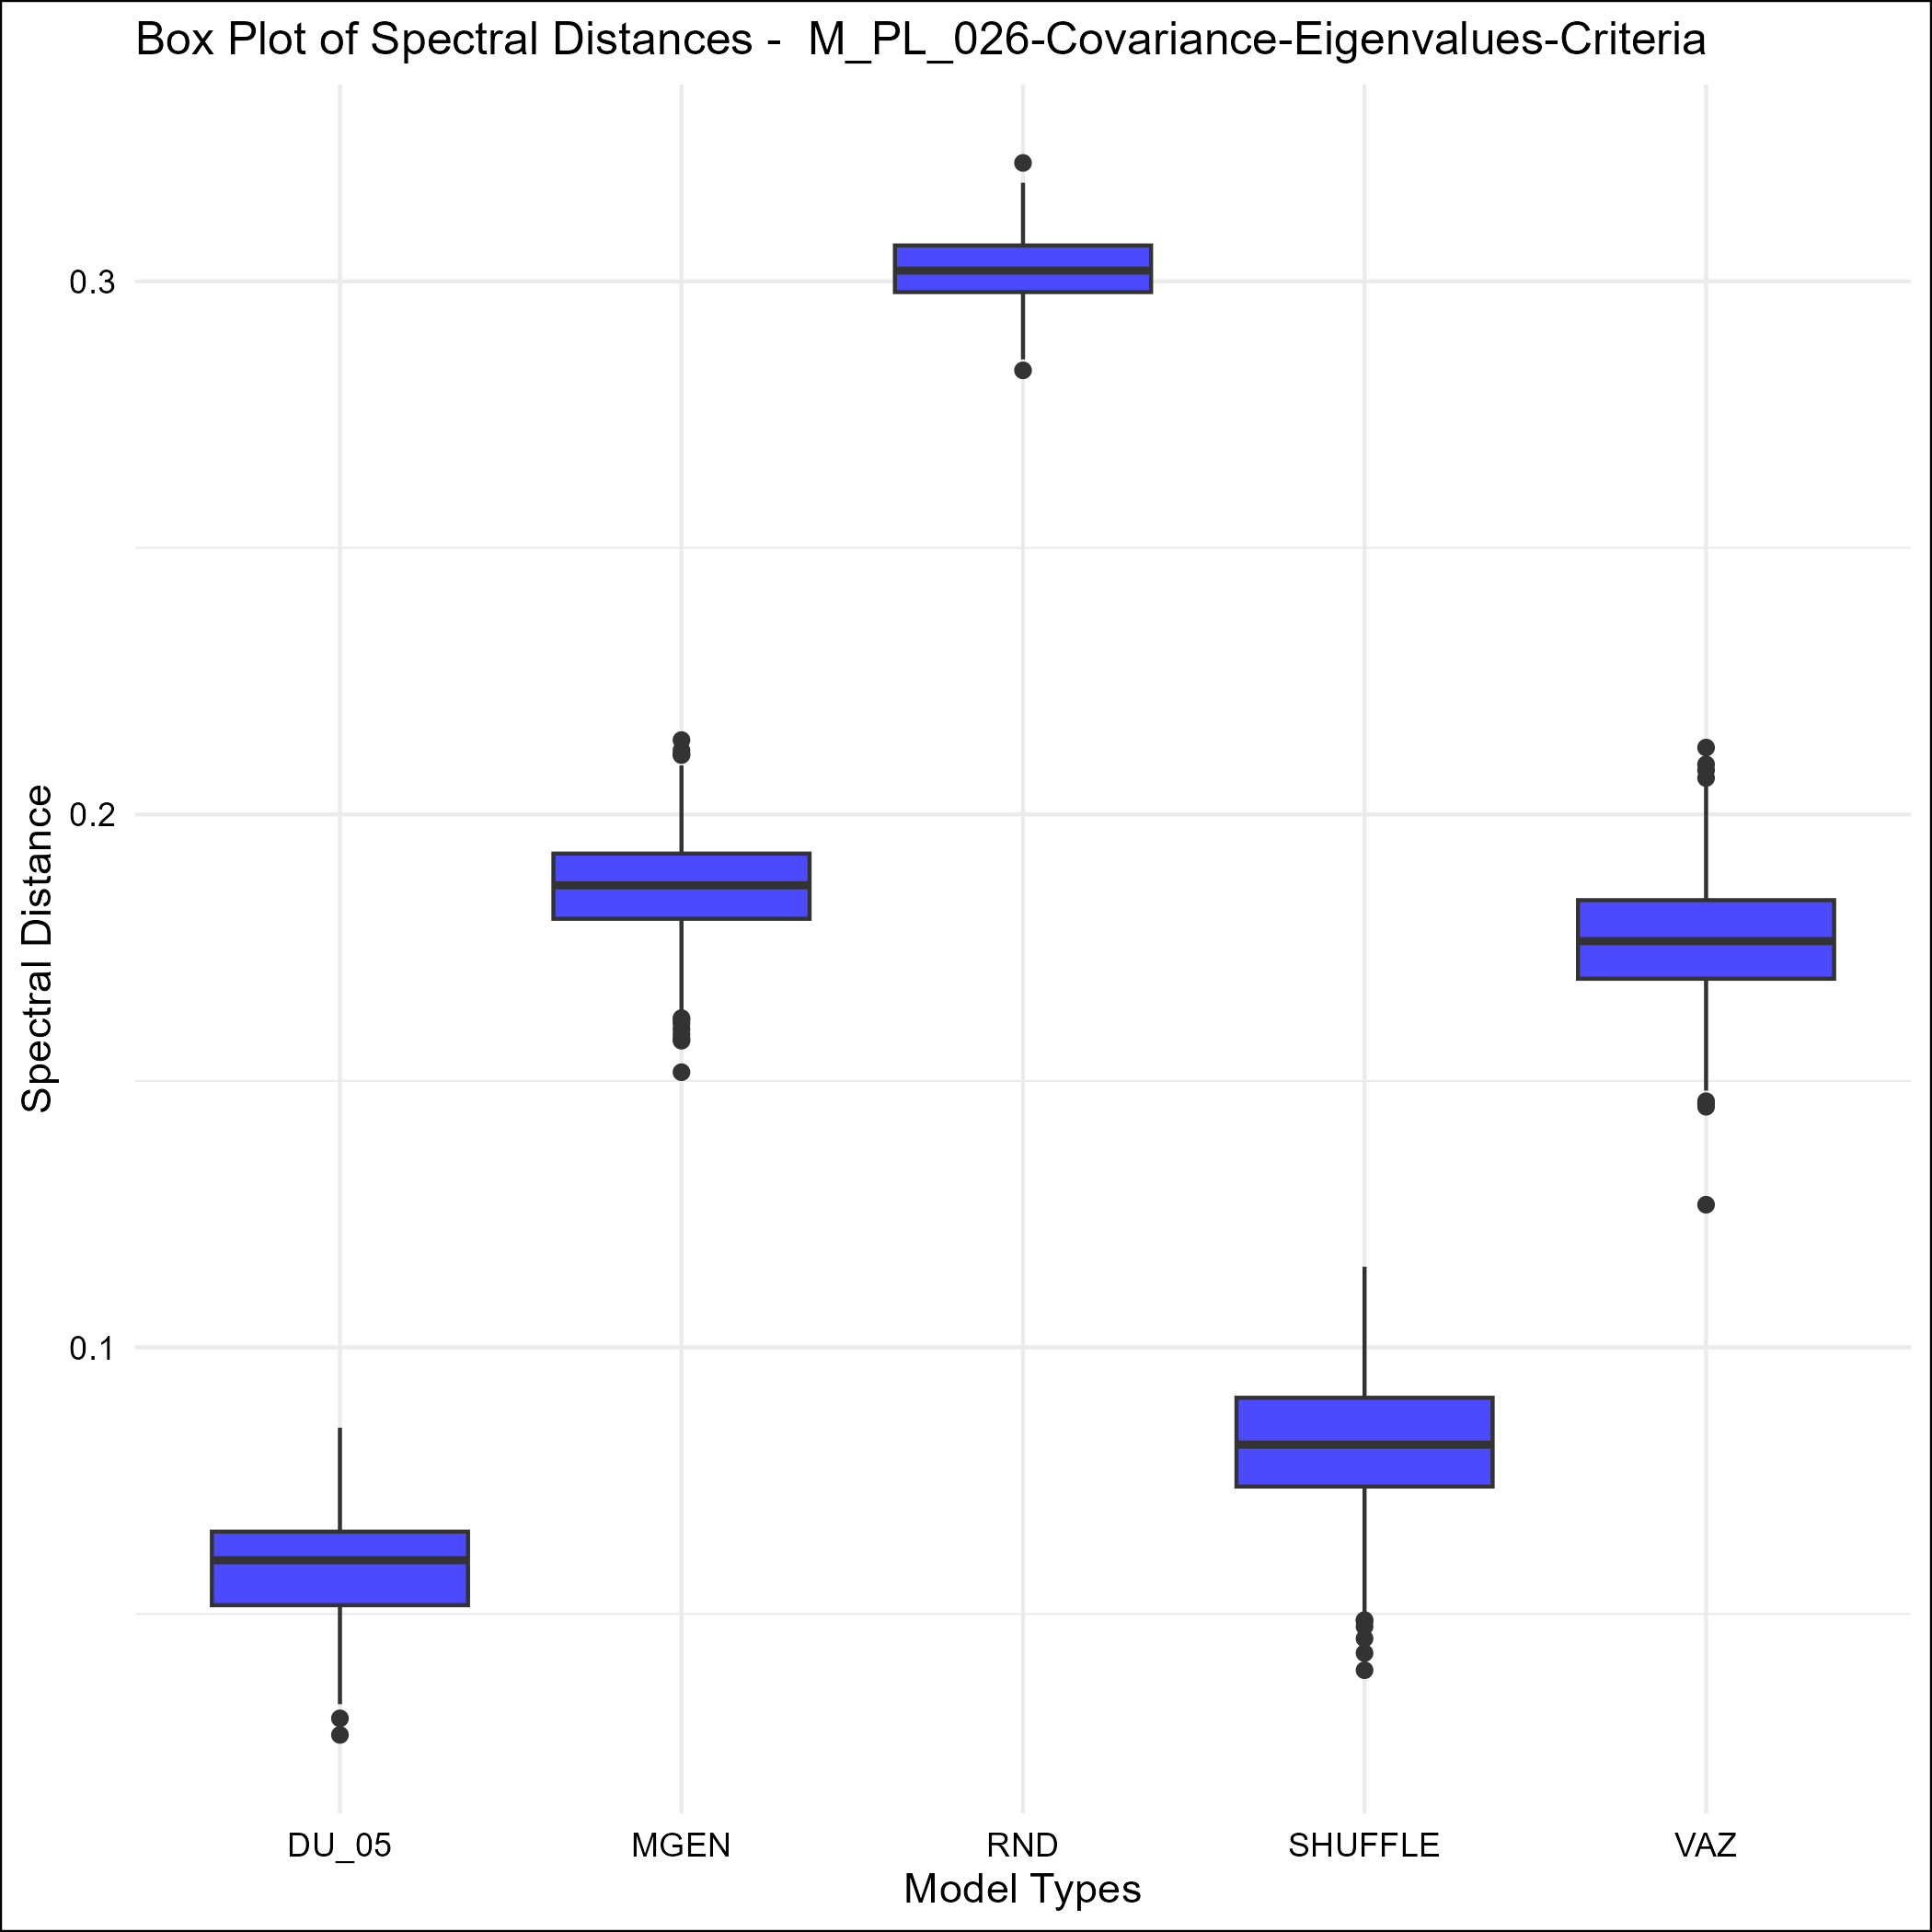 Box Plot of Spectral Distances -  M_PL_026-Covariance-Eigenvalues-Criteria
Spectral Distance
0.3
0.2
0.1
DU_05 MGEN RND SHUFFLE VAZ
Model Types